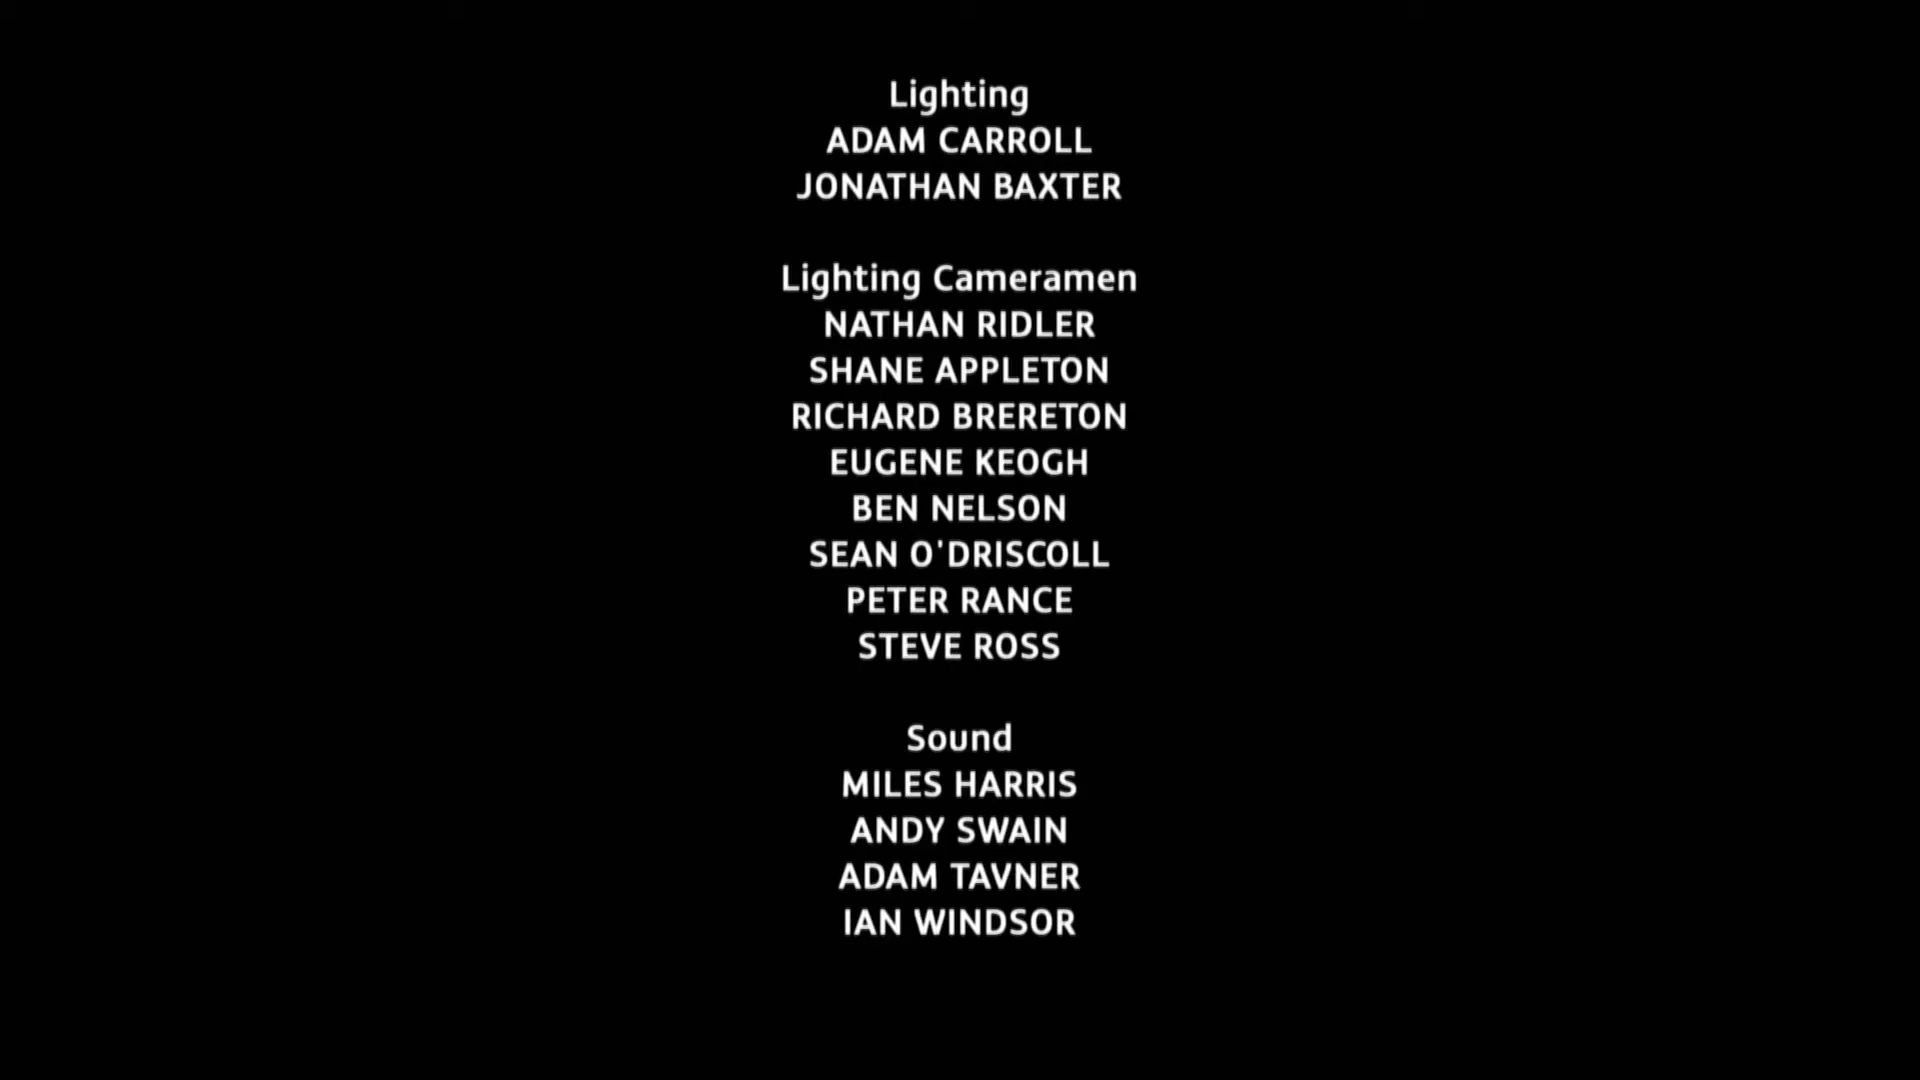 Lighting
ADAM CARROLL
JONATHAN BAXTER
Lighting Cameramen
NATHAN RIDLER
SHANE APPLETON
RICHARD BRERETON
EUGENE KEOGH
BEN NELSON
SEAN O'DRISCOLL
PETER RANCE
STEVE ROSS
Sound
MILES HARRIS
ANDY SWAIN
ADAM TAVNER
IAN WINDSOR